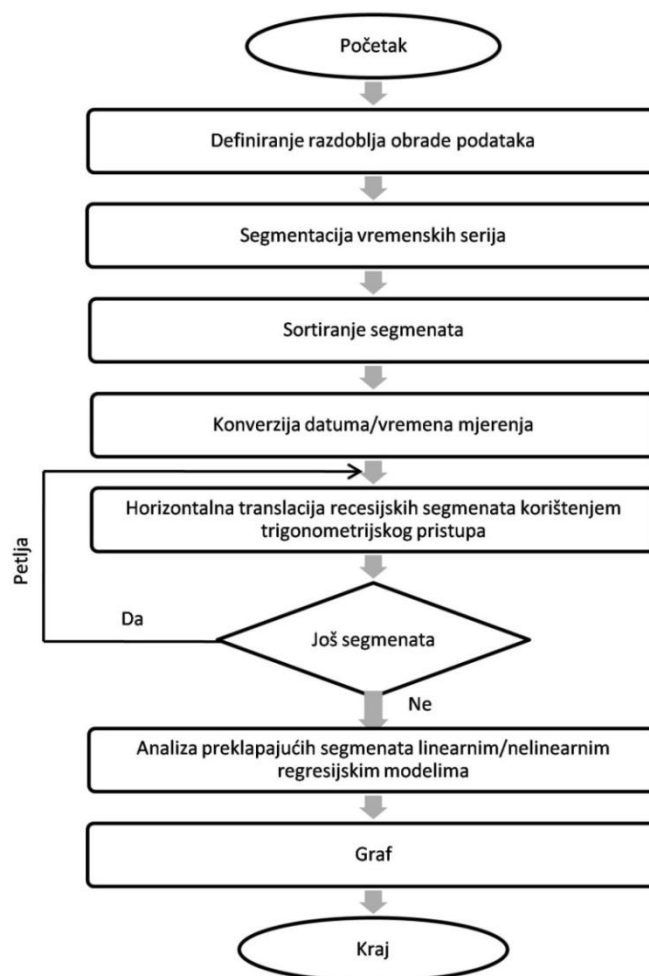 Početak
Definiranje razdoblja obrade podataka
Segmentacija vremenskih serija
Sortiranje segmenata
Konverzija datuma/vremena mjerenja
Horizontalna translacija recesijskih segmenata korištenjem
trigonometrijskog pristupa
Petlja
Da
Još segmenata
Ne
Analiza preklapajućih segmenata linearnim/nelinearnim
regresijskim modelima
Graf
Kraj